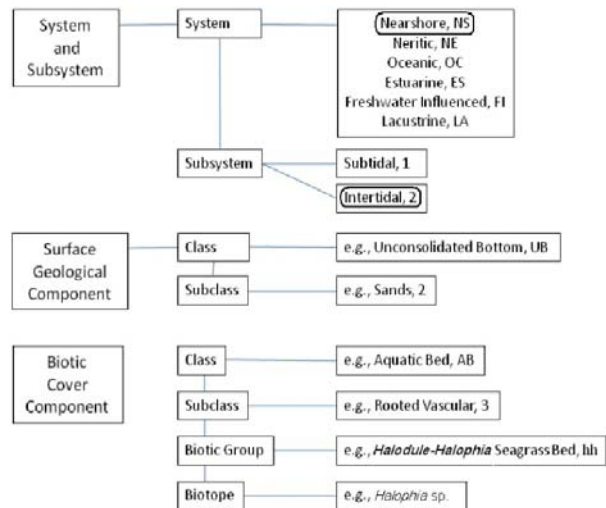 System
and
Subsystem
System
Nearshore, NS
Neritic, NE
Oceanic, OC
Estuarine, ES
Freshwater Influenced, FI
Lacustrine, LA
Subsystem
Subtidal, 1
Intertidal, 2
Surface
Geological
Component
Class
e.g., Unconsolidated Bottom, UB
Subclass
e.g., Sands, 2
Biotic
Cover
Component
Class
e.g., Aquatic Bed, AB
Subclass
e.g., Rooted Vascular, 3
Biotic Group
e.g., Halodule-Halophia Seagrass Bed, hh
Biotope
e.g., Halophia sp.